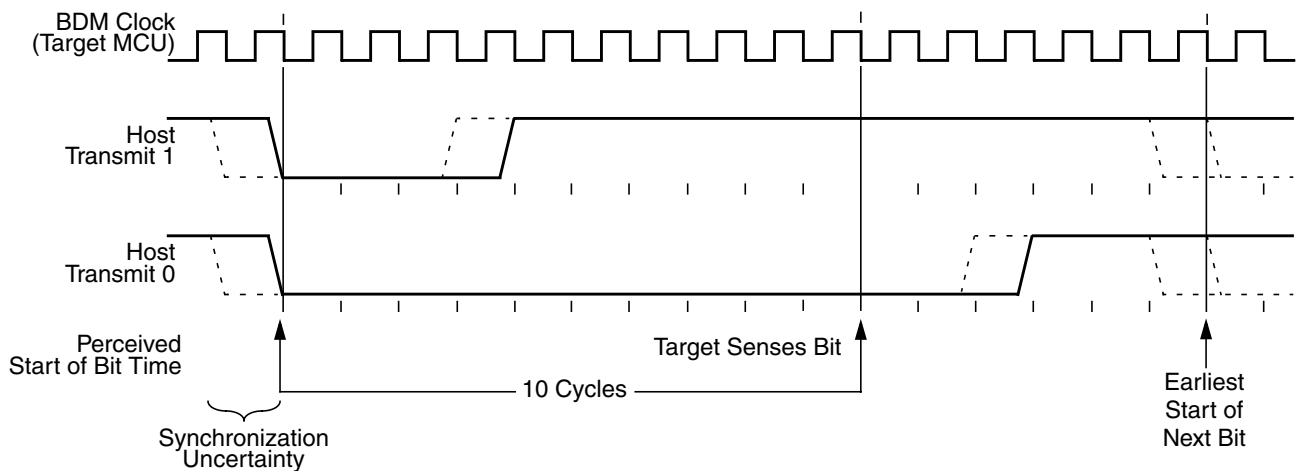 BDM Clock
(Target MCU)
Host
Transmit 1
Host
Transmit 0
Perceived
Start of Bit Time
Target Senses Bit
10 Cycles
Earliest
Start of
Next Bit
Synchronization
Uncertainty